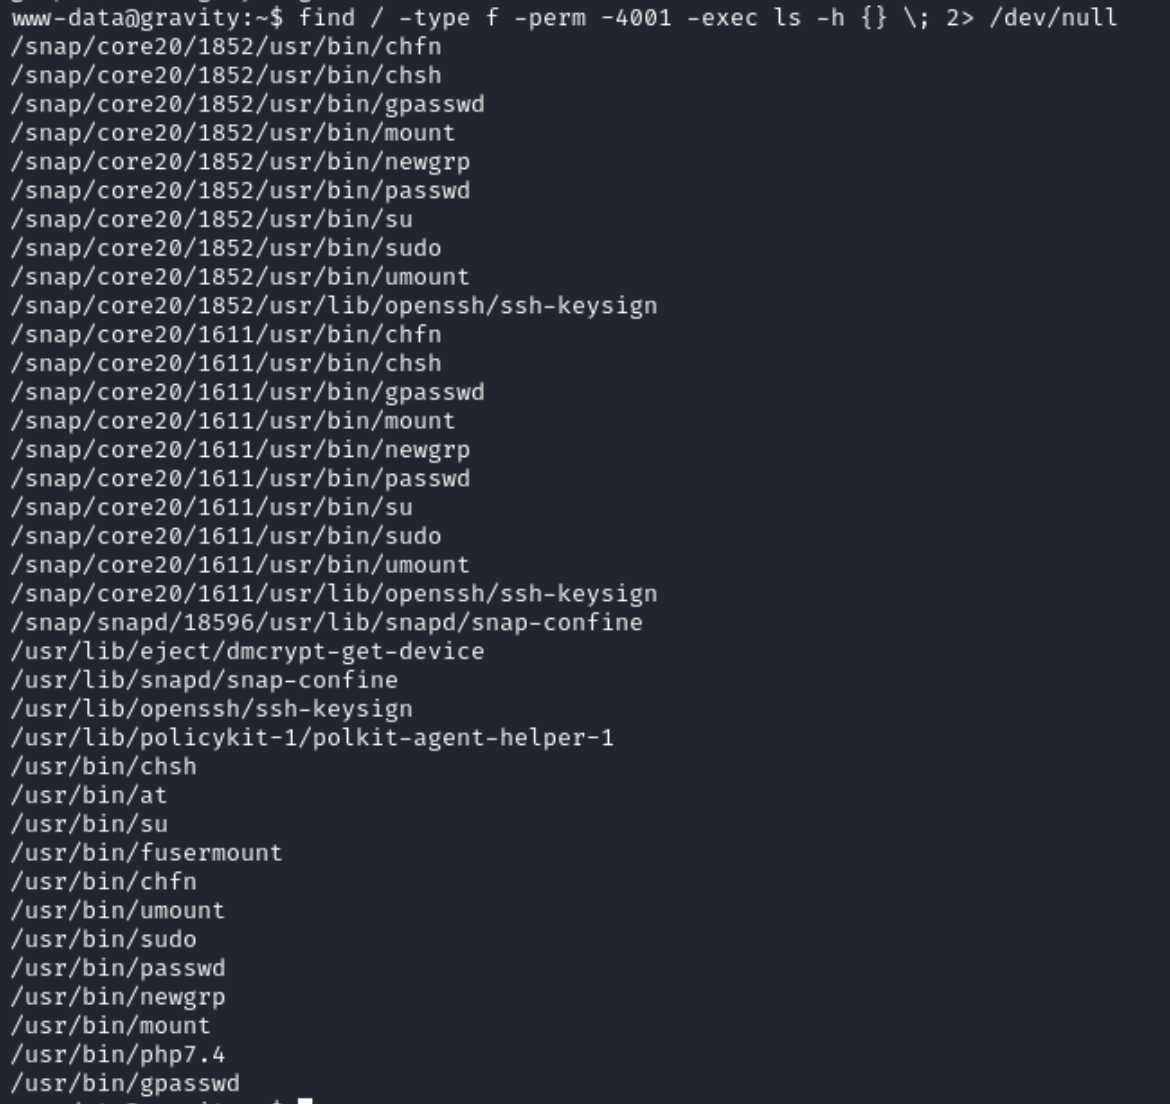 www-data@gravity:~$ find / -type f -perm -4001 -exec ls -h {} \; 2> /dev/null
/snap/core20/1852/usr/bin/chfn
/snap/core20/1852/usr/bin/chsh
/snap/core20/1852/usr/bin/gpasswd
/snap/core20/1852/usr/bin/mount
/snap/core20/1852/usr/bin/newgrp
/snap/core20/1852/usr/bin/passwd
/snap/core20/1852/usr/bin/su
/snap/core20/1852/usr/bin/sudo
/snap/core20/1852/usr/bin/umount
/snap/core20/1852/usr/lib/openssh/ssh-keysign
/snap/core20/1611/usr/bin/chfn
/snap/core20/1611/usr/bin/chsh
/snap/core20/1611/usr/bin/gpasswd
/snap/core20/1611/usr/bin/mount
/snap/core20/1611/usr/bin/newgrp
/snap/core20/1611/usr/bin/passwd
/snap/core20/1611/usr/bin/su
/snap/core20/1611/usr/bin/sudo
/snap/core20/1611/usr/bin/umount
/snap/core20/1611/usr/lib/openssh/ssh-keysign
/snap/snapd/18596/usr/lib/snapd/snap-confine
/usr/lib/eject/dmcrypt-get-device
/usr/lib/snapd/snap-confine
/usr/lib/openssh/ssh-keysign
/usr/lib/policykit-1/polkit-agent-helper-1
/usr/bin/chsh
/usr/bin/at
/usr/bin/su
/usr/bin/fusermount
/usr/bin/chfn
/usr/bin/umount
/usr/bin/sudo
/usr/bin/passwd
/usr/bin/newgrp
/usr/bin/mount
/usr/bin/php7.4
/usr/bin/gpasswd